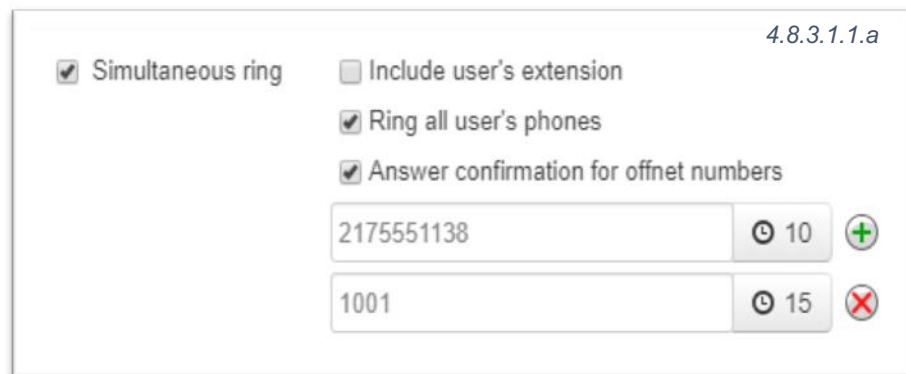 4.8.3.1.1.a
Simultaneous ring Include user's extension
Ring all user's phones
Answer confirmation for offnet numbers
2175551138 10
1001 15